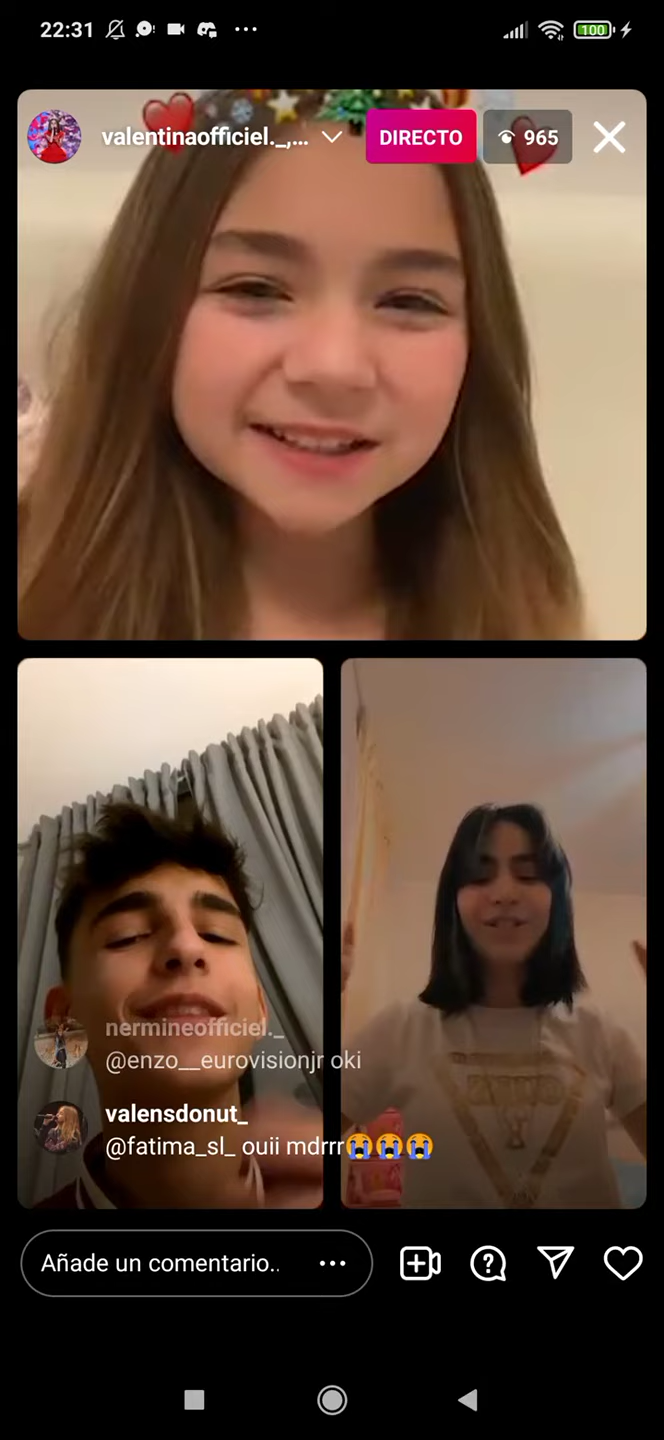 22:31
100
valentinaofficiel._,...
DIRECTO
965
nermineofficiel._
@enzo__eurovisionjr oki
valensdonut_
@fatima_sl_ ouii mdrrr😭😭😭
Añade un comentario..